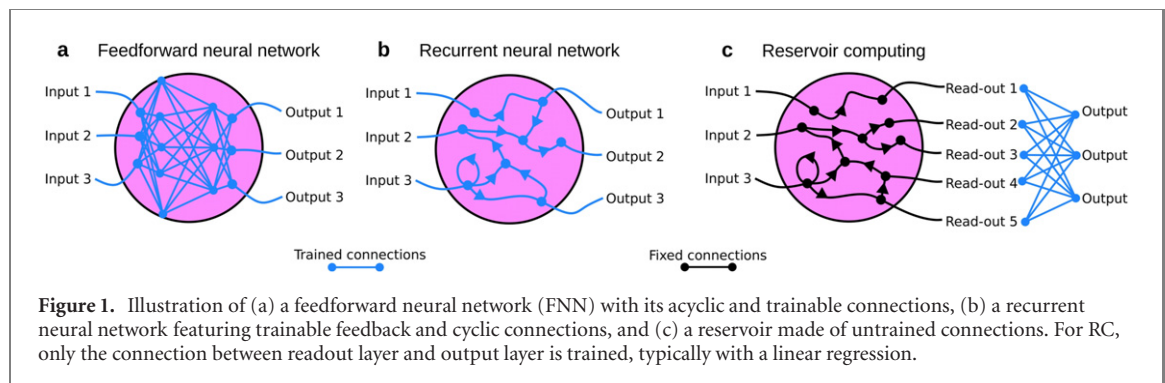 a Feedforward neural network
Input 1
Input 2
Input 3
Output 1
Output 2
Output 3
b Recurrent neural network
Input 1
Input 2
Input 3
Output 1
Output 2
Output 3
c Reservoir computing
Input 1
Input 2
Input 3
Read-out 1
Read-out 2
Read-out 3
Read-out 4
Read-out 5
Output
Output
Output
Trained connections
Fixed connections
Figure 1. Illustration of (a) a feedforward neural network (FNN) with its acyclic and trainable connections, (b) a recurrent
neural network featuring trainable feedback and cyclic connections, and (c) a reservoir made of untrained connections. For RC,
only the connection between readout layer and output layer is trained, typically with a linear regression.